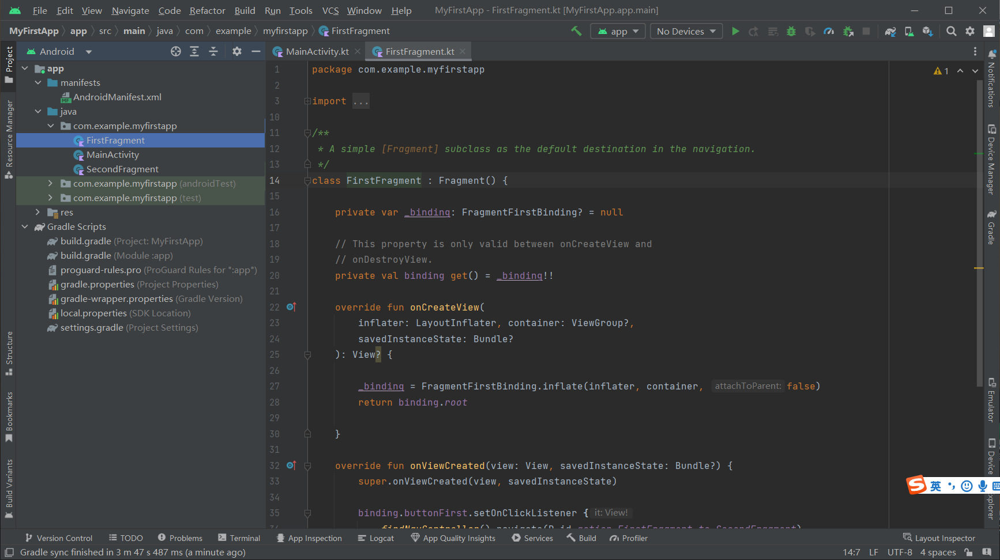 File Edit View Navigate Code Refactor Build Run Tools VCS Window Help MyFirstApp - FirstFragment.kt [MyFirstApp.app.main]
MyFirstApp app src main java com example myfirstapp FirstFragment app No Devices
Android MainActivity.kt FirstFragment.kt
Project
Resource Manager
Structure
Bookmarks
Build Variants
app
manifests
AndroidManifest.xml
java
com.example.myfirstapp
FirstFragment
MainActivity
SecondFragment
com.example.myfirstapp (androidTest)
com.example.myfirstapp (test)
res
Gradle Scripts
build.gradle (Project: MyFirstApp)
build.gradle (Module :app)
proguard-rules.pro (ProGuard Rules for ":app")
gradle.properties (Project Properties)
gradle-wrapper.properties (Gradle Version)
local.properties (SDK Location)
settings.gradle (Project Settings)
1 package com.example.myfirstapp
2
3 import ...
10
11 /**
12 * A simple [Fragment] subclass as the default destination in the navigation.
13 */
14 class FirstFragment : Fragment() {
15
16 private var _binding: FragmentFirstBinding? = null
17
18 // This property is only valid between onCreateView and
19 // onDestroyView.
20 private val binding get() = _binding!!
21
22 override fun onCreateView(
23 inflater: LayoutInflater, container: ViewGroup?,
24 savedInstanceState: Bundle?
25 ): View? {
26
27 _binding = FragmentFirstBinding.inflate(inflater, container, attachToParent: false)
28 return binding.root
29
30 }
31
32 override fun onViewCreated(view: View, savedInstanceState: Bundle?) {
33 super.onViewCreated(view, savedInstanceState)
34
35 binding.buttonFirst.setOnClickListener { it: View!
findNavController().navigate(R.id.action_FirstFragment_to_SecondFragment)
1
Notifications
Device Manager
Gradle
Emulator
Device
xplorer
英
Version Control TODO Problems Terminal App Inspection Logcat App Quality Insights Services Build Profiler Layout Inspector
Gradle sync finished in 3 m 47 s 487 ms (a minute ago) 14:7 LF UTF-8 4 spaces